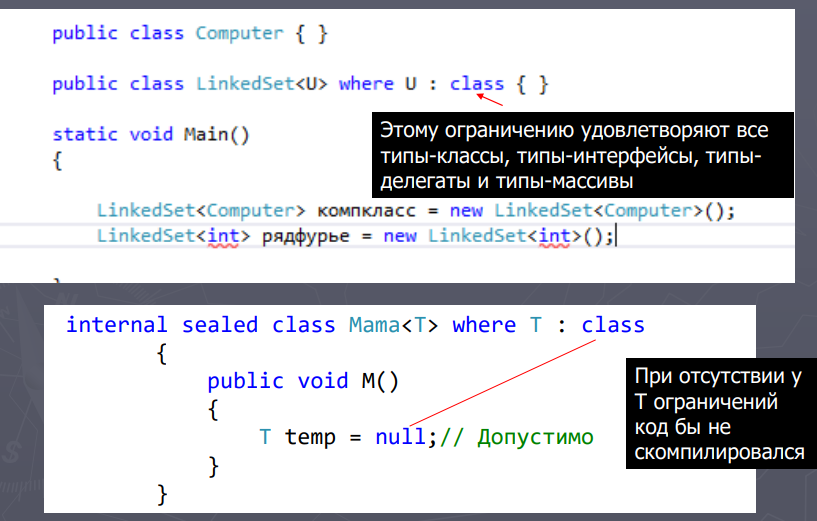 public class Computer { }
public class LinkedSet<U> where U : class { }
Этому ограничению удовлетворяют все
типы-классы, типы-интерфейсы, типы-
делегаты и типы-массивы
static void Main()
{
LinkedSet<Computer> компкласс = new LinkedSet<Computer>();
LinkedSet<int> рядфурье = new LinkedSet<int>();
internal sealed class Mama<T> where T : class
{
public void M()
{
T temp = null;// Допустимо
}
}
При отсутствии у
T ограничений
код бы не
скомпилировался